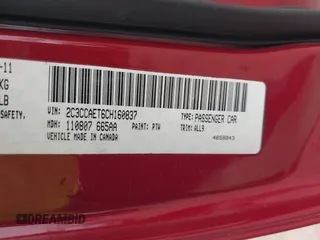 -11
KG
LB
SAFETY.
VIN: 2C3CCAET6CH160837
TYPE: PASSENGER CAR
MDH: 110807 665AA
PAINT: PTW
TRIM: ALL9
VEHICLE MADE IN CANADA
4658843
DREAMBID